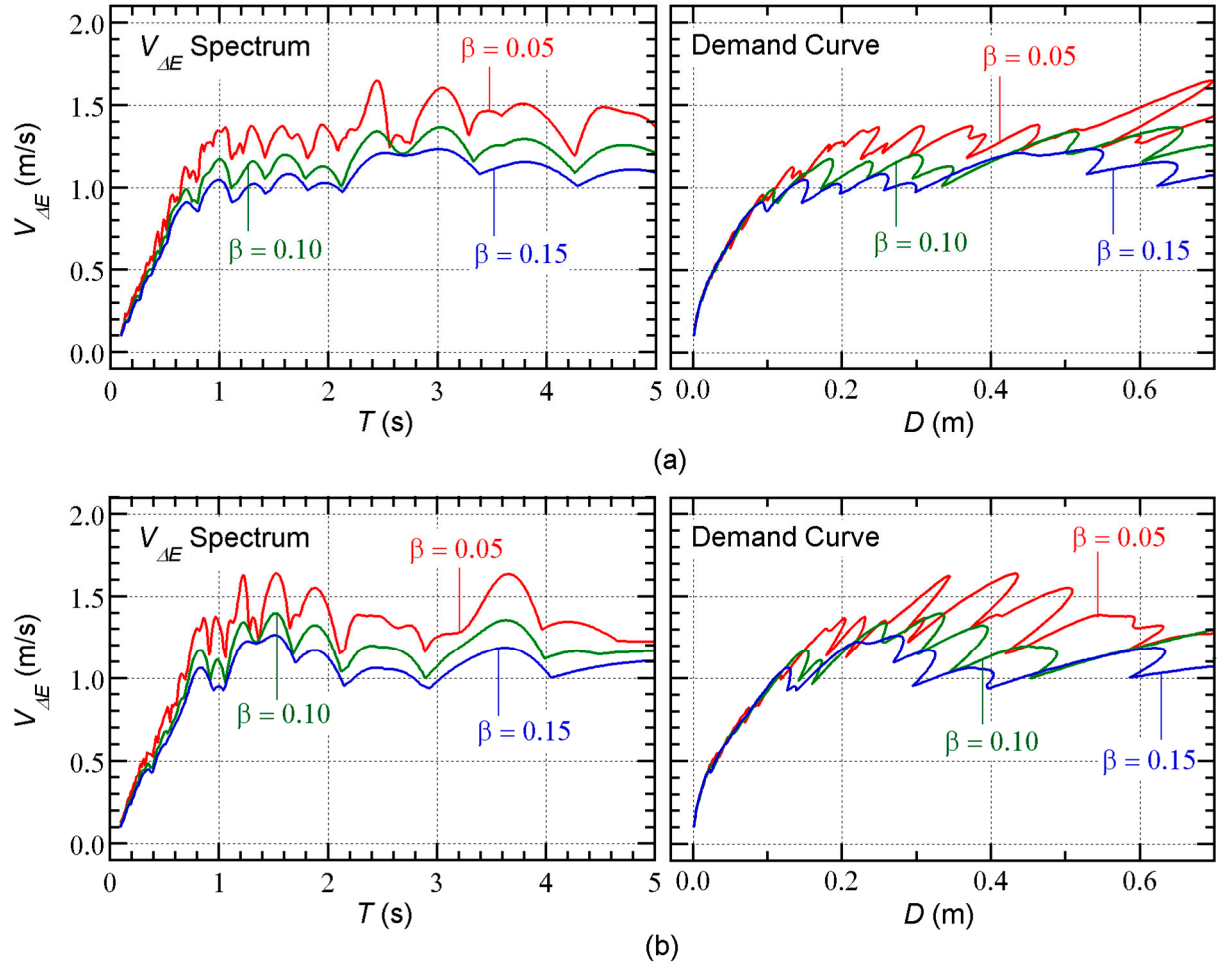 V_ΔE Spectrum
β = 0.05
β = 0.10
β = 0.15
V_ΔE (m/s)
2.0
1.5
1.0
0.5
0.0
0 1 2 3 4 5
T (s)
Demand Curve
β = 0.05
β = 0.10
β = 0.15
0.0 0.2 0.4 0.6
D (m)
(a)
V_ΔE Spectrum
β = 0.05
β = 0.10
β = 0.15
V_ΔE (m/s)
2.0
1.5
1.0
0.5
0.0
0 1 2 3 4 5
T (s)
Demand Curve
β = 0.05
β = 0.10
β = 0.15
0.0 0.2 0.4 0.6
D (m)
(b)